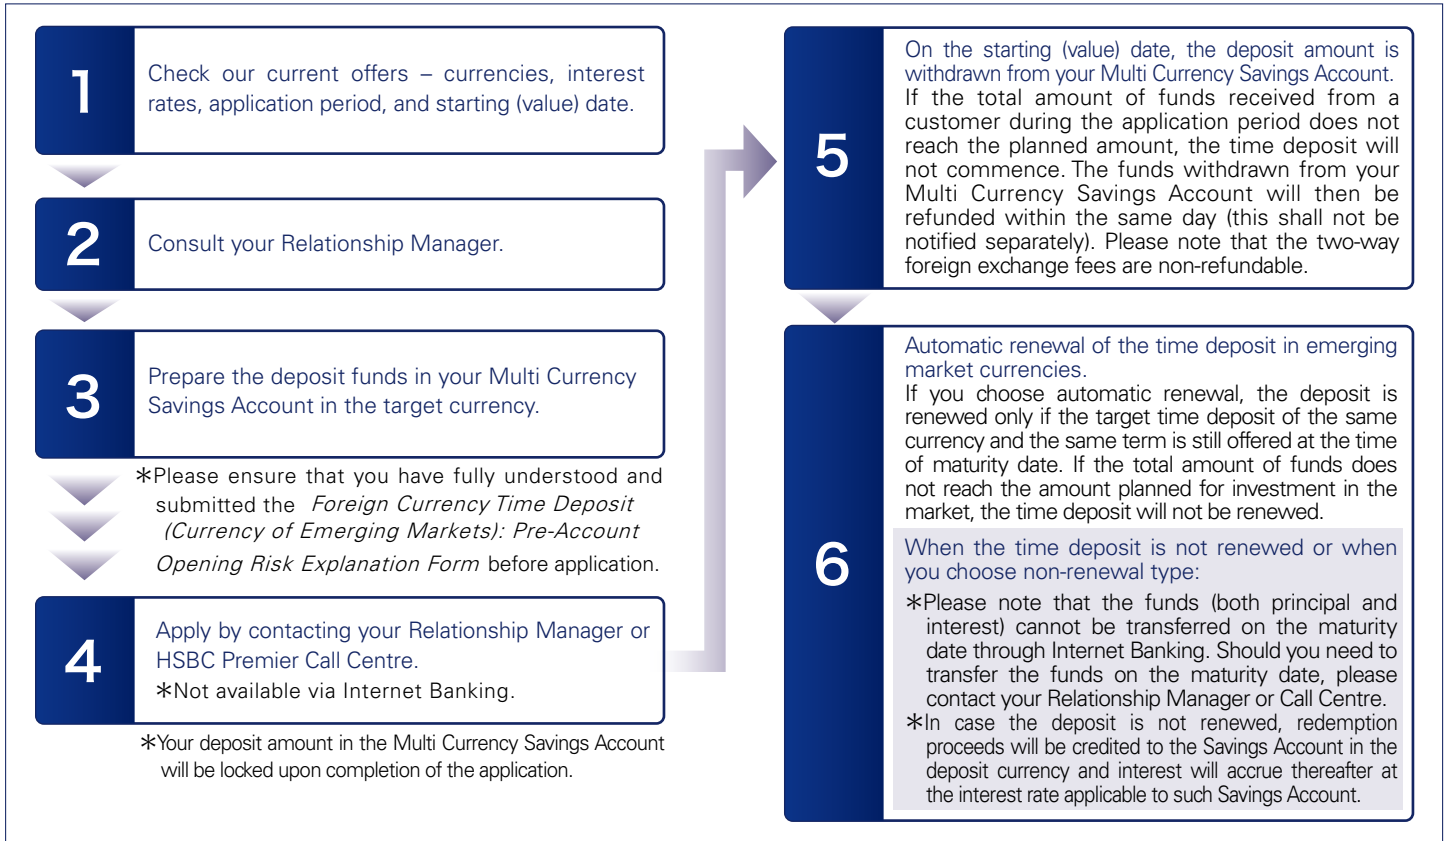 1
Check our current offers – currencies, interest
rates, application period, and starting (value) date.
2
Consult your Relationship Manager.
3
Prepare the deposit funds in your Multi Currency
Savings Account in the target currency.
*Please ensure that you have fully understood and
submitted the Foreign Currency Time Deposit
(Currency of Emerging Markets): Pre-Account
Opening Risk Explanation Form before application.
4
Apply by contacting your Relationship Manager or
HSBC Premier Call Centre.
*Not available via Internet Banking.
*Your deposit amount in the Multi Currency Savings Account
will be locked upon completion of the application.
5
On the starting (value) date, the deposit amount is
withdrawn from your Multi Currency Savings Account.
If the total amount of funds received from a
customer during the application period does not
reach the planned amount, the time deposit will
not commence. The funds withdrawn from your
Multi Currency Savings Account will then be
refunded within the same day (this shall not be
notified separately). Please note that the two-way
foreign exchange fees are non-refundable.
6
Automatic renewal of the time deposit in emerging
market currencies.
If you choose automatic renewal, the deposit is
renewed only if the target time deposit of the same
currency and the same term is still offered at the time
of maturity date. If the total amount of funds does
not reach the amount planned for investment in the
market, the time deposit will not be renewed.
When the time deposit is not renewed or when
you choose non-renewal type:
*Please note that the funds (both principal and
interest) cannot be transferred on the maturity
date through Internet Banking. Should you need to
transfer the funds on the maturity date, please
contact your Relationship Manager or Call Centre.
*In case the deposit is not renewed, redemption
proceeds will be credited to the Savings Account in the
deposit currency and interest will accrue thereafter at
the interest rate applicable to such Savings Account.